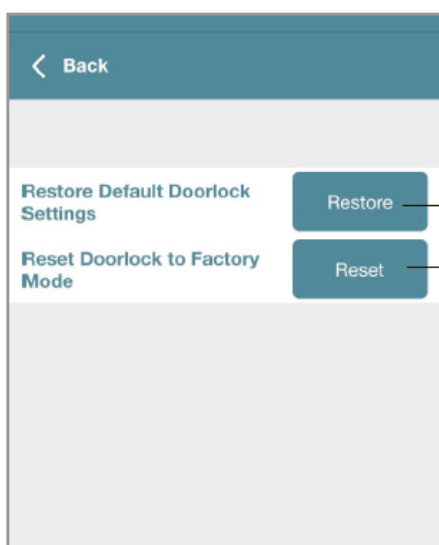 Back
Restore Default Doorlock
Settings
Restore
Reset Doorlock to Factory
Mode
Reset